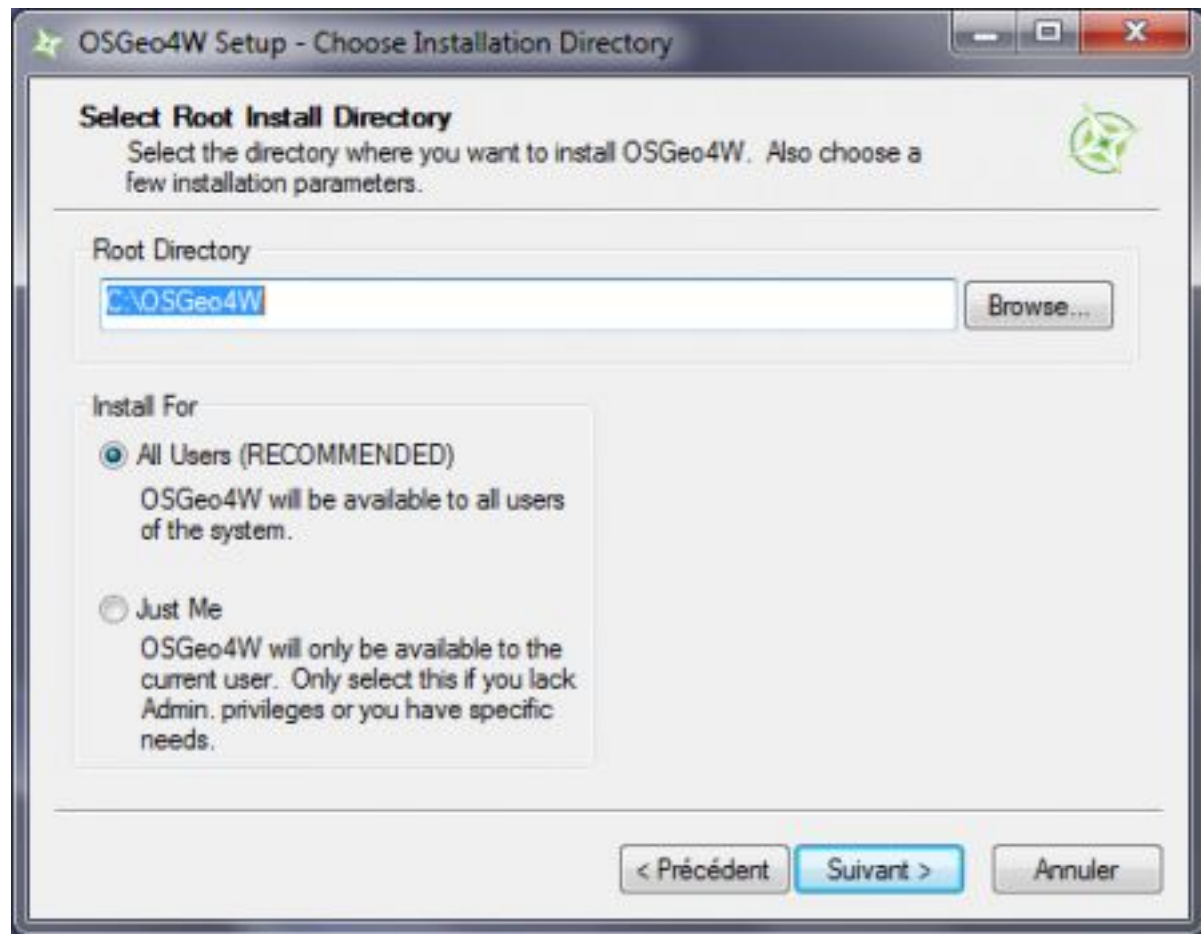 OSGeo4W Setup - Choose Installation Directory
Select Root Install Directory
Select the directory where you want to install OSGeo4W. Also choose a
few installation parameters.
Root Directory
C:\OSGeo4W
Browse...
Install For
All Users (RECOMMENDED)
OSGeo4W will be available to all users
of the system.
Just Me
OSGeo4W will only be available to the
current user. Only select this if you lack
Admin. privileges or you have specific
needs.
< Précédent
Suivant >
Annuler